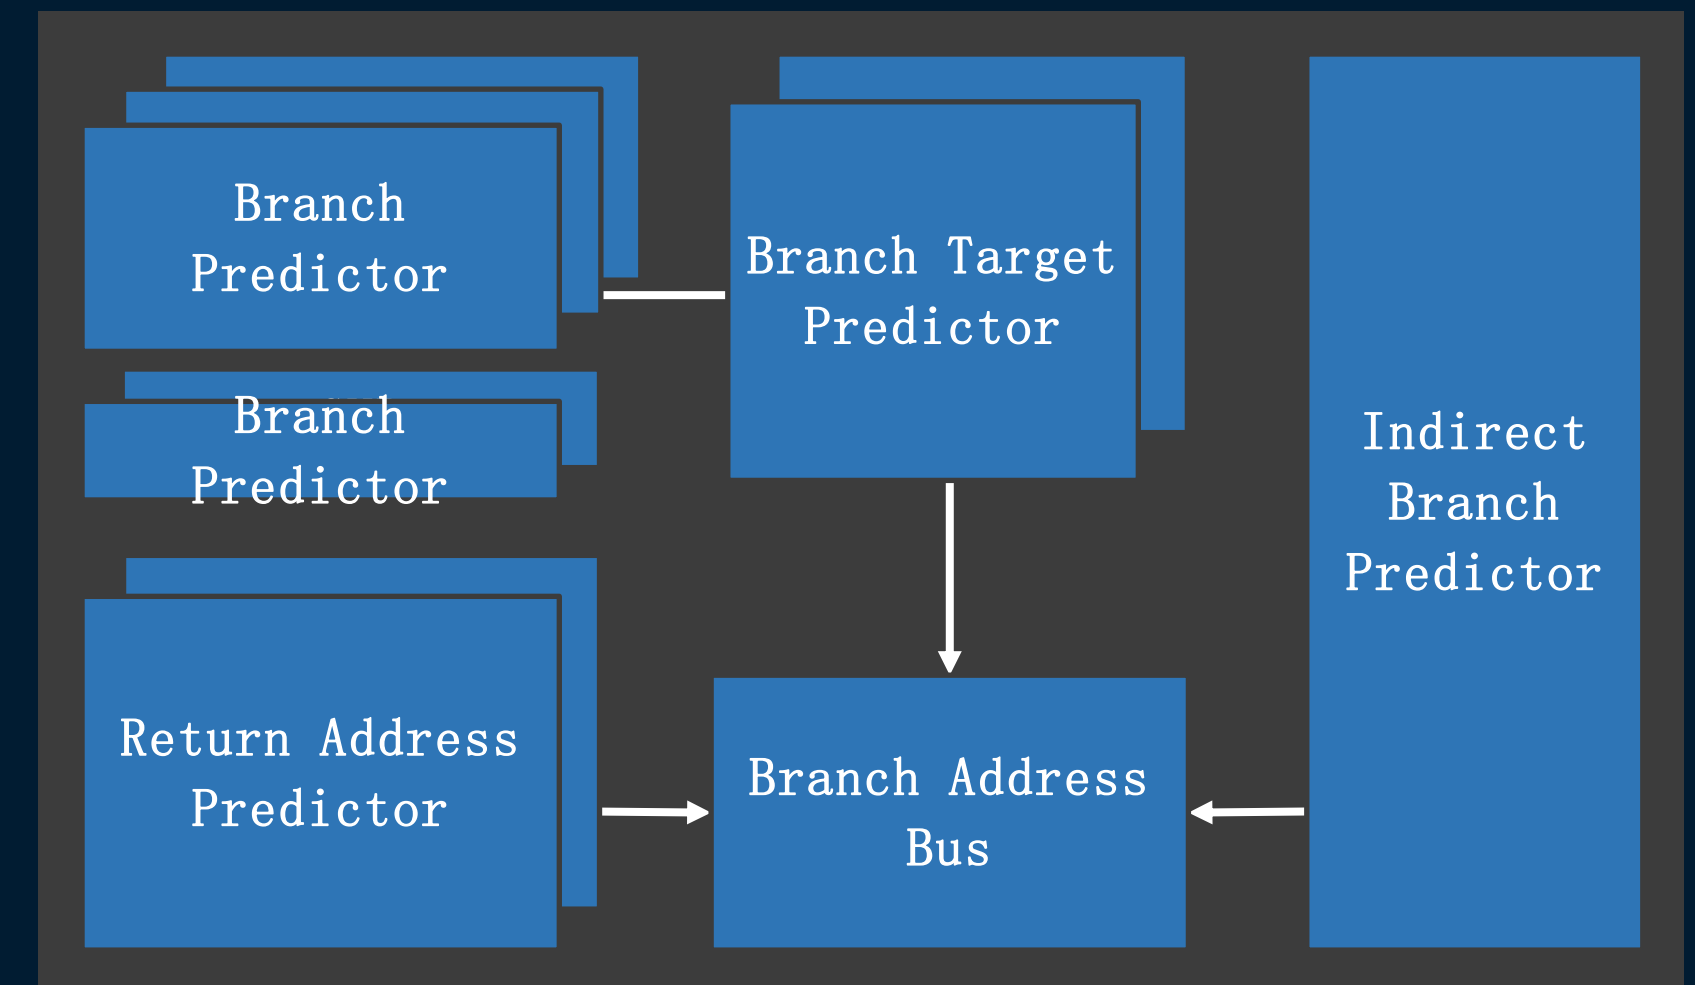 Branch
Predictor
Branch Target
Predictor
Branch
Predictor
Indirect
Branch
Predictor
Return Address
Predictor
Branch Address
Bus